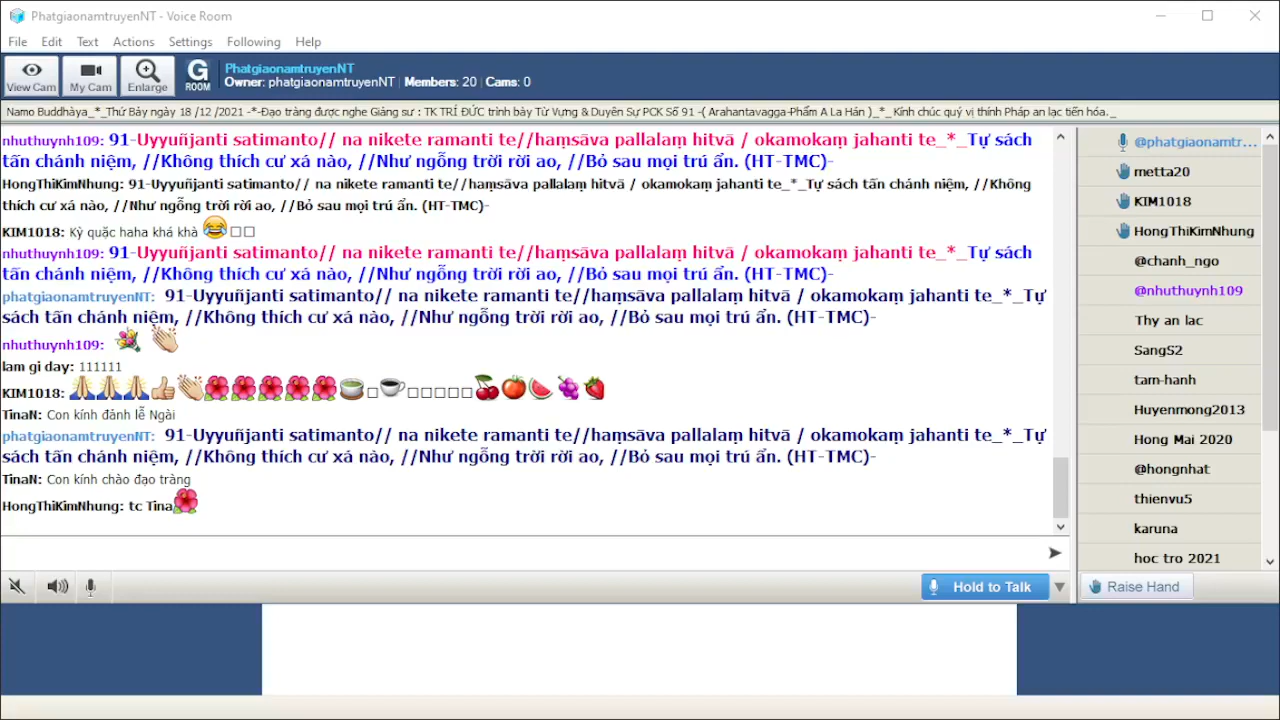 PhatgiaonamtruyenNT - Voice Room
File Edit Text Actions Settings Following Help
View Cam My Cam Enlarge G ROOM
PhatgiaonamtruyenNT
Owner: phatgiaonamtruyenNT | Members: 20 | Cams: 0
Namo Buddhàya_*_Thứ Bảy ngày 18 /12 /2021 -*-Đạo tràng được nghe Giảng sư : TK TRÍ ĐỨC trình bày Từ Vựng & Duyên Sự PCK Số 91 -( Arahantavagga-Phẩm A La Hán )_*_ Kính chúc quý vị thính Pháp an lạc tiến hóa._
nhuthuynh109: 91-Uyyuñjanti satimanto// na nikete ramanti te//haṃsāva pallalaṃ hitvā / okamokaṃ jahanti te_*_Tự sách
tấn chánh niệm, //Không thích cư xá nào, //Như ngỗng trời rời ao, //Bỏ sau mọi trú ẩn. (HT-TMC)-
HongThiKimNhung: 91-Uyyuñjanti satimanto// na nikete ramanti te//haṃsāva pallalaṃ hitvā / okamokaṃ jahanti te_*_Tự sách tấn chánh niệm, //Không
thích cư xá nào, //Như ngỗng trời rời ao, //Bỏ sau mọi trú ẩn. (HT-TMC)-
KIM1018: Kỳ quặc haha khá khà 😂
nhuthuynh109: 91-Uyyuñjanti satimanto// na nikete ramanti te//haṃsāva pallalaṃ hitvā / okamokaṃ jahanti te_*_Tự sách
tấn chánh niệm, //Không thích cư xá nào, //Như ngỗng trời rời ao, //Bỏ sau mọi trú ẩn. (HT-TMC)-
phatgiaonamtruyenNT: 91-Uyyuñjanti satimanto// na nikete ramanti te//haṃsāva pallalaṃ hitvā / okamokaṃ jahanti te_*_Tự
sách tấn chánh niệm, //Không thích cư xá nào, //Như ngỗng trời rời ao, //Bỏ sau mọi trú ẩn. (HT-TMC)-
nhuthuynh109: 💐 👏
lam gi day: 111111
KIM1018: 🙏🙏🙏👍👏🌺🌺🌺🌺🌺🍵☕🍒🍅🍉🍇🍓
TinaN: Con kính đảnh lễ Ngài
phatgiaonamtruyenNT: 91-Uyyuñjanti satimanto// na nikete ramanti te//haṃsāva pallalaṃ hitvā / okamokaṃ jahanti te_*_Tự
sách tấn chánh niệm, //Không thích cư xá nào, //Như ngỗng trời rời ao, //Bỏ sau mọi trú ẩn. (HT-TMC)-
TinaN: Con kính chào đạo tràng
HongThiKimNhung: tc Tina🌺
@phatgiaonamtr...
metta20
KIM1018
HongThiKimNhung
@chanh_ngo
@nhuthuynh109
Thy an lac
SangS2
tam-hanh
Huyenmong2013
Hong Mai 2020
@hongnhat
thienvu5
karuna
hoc tro 2021
Hold to Talk
Raise Hand